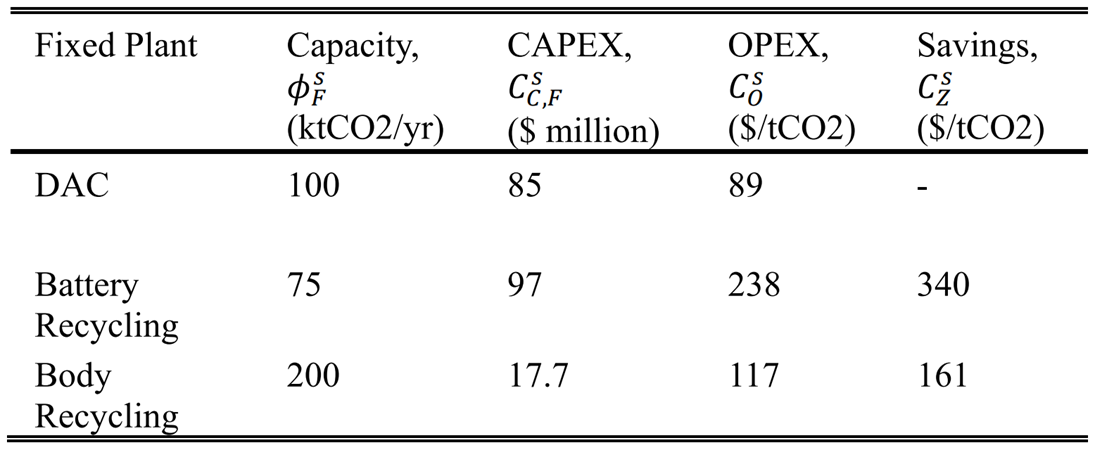 Fixed Plant Capacity, CAPEX, OPEX, Savings,
ϕ_F^s C_{C,F}^s C_O^s C_Z^s
(ktCO2/yr) ($ million) ($/tCO2) ($/tCO2)
DAC 100 85 89 -
Battery 75 97 238 340
Recycling
Body 200 17.7 117 161
Recycling